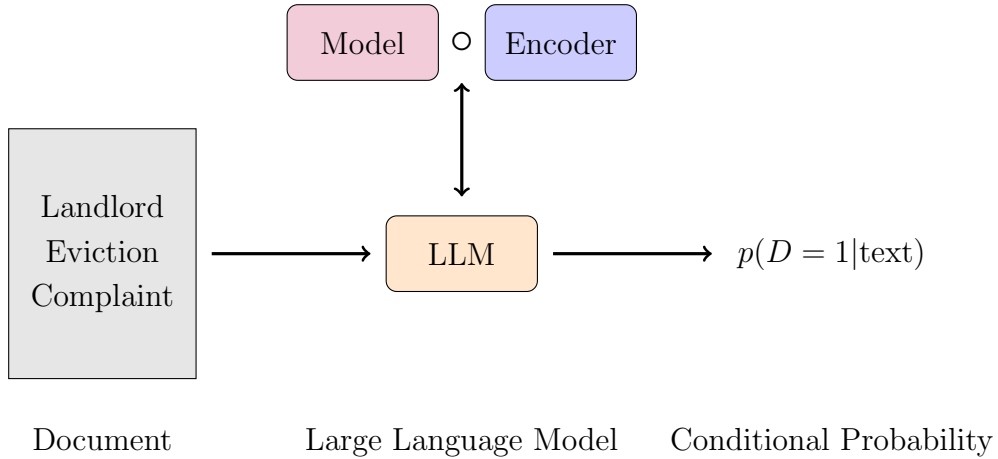 Model ∘ Encoder
Landlord
Eviction
Complaint
LLM
p(D = 1|text)
Document
Large Language Model
Conditional Probability